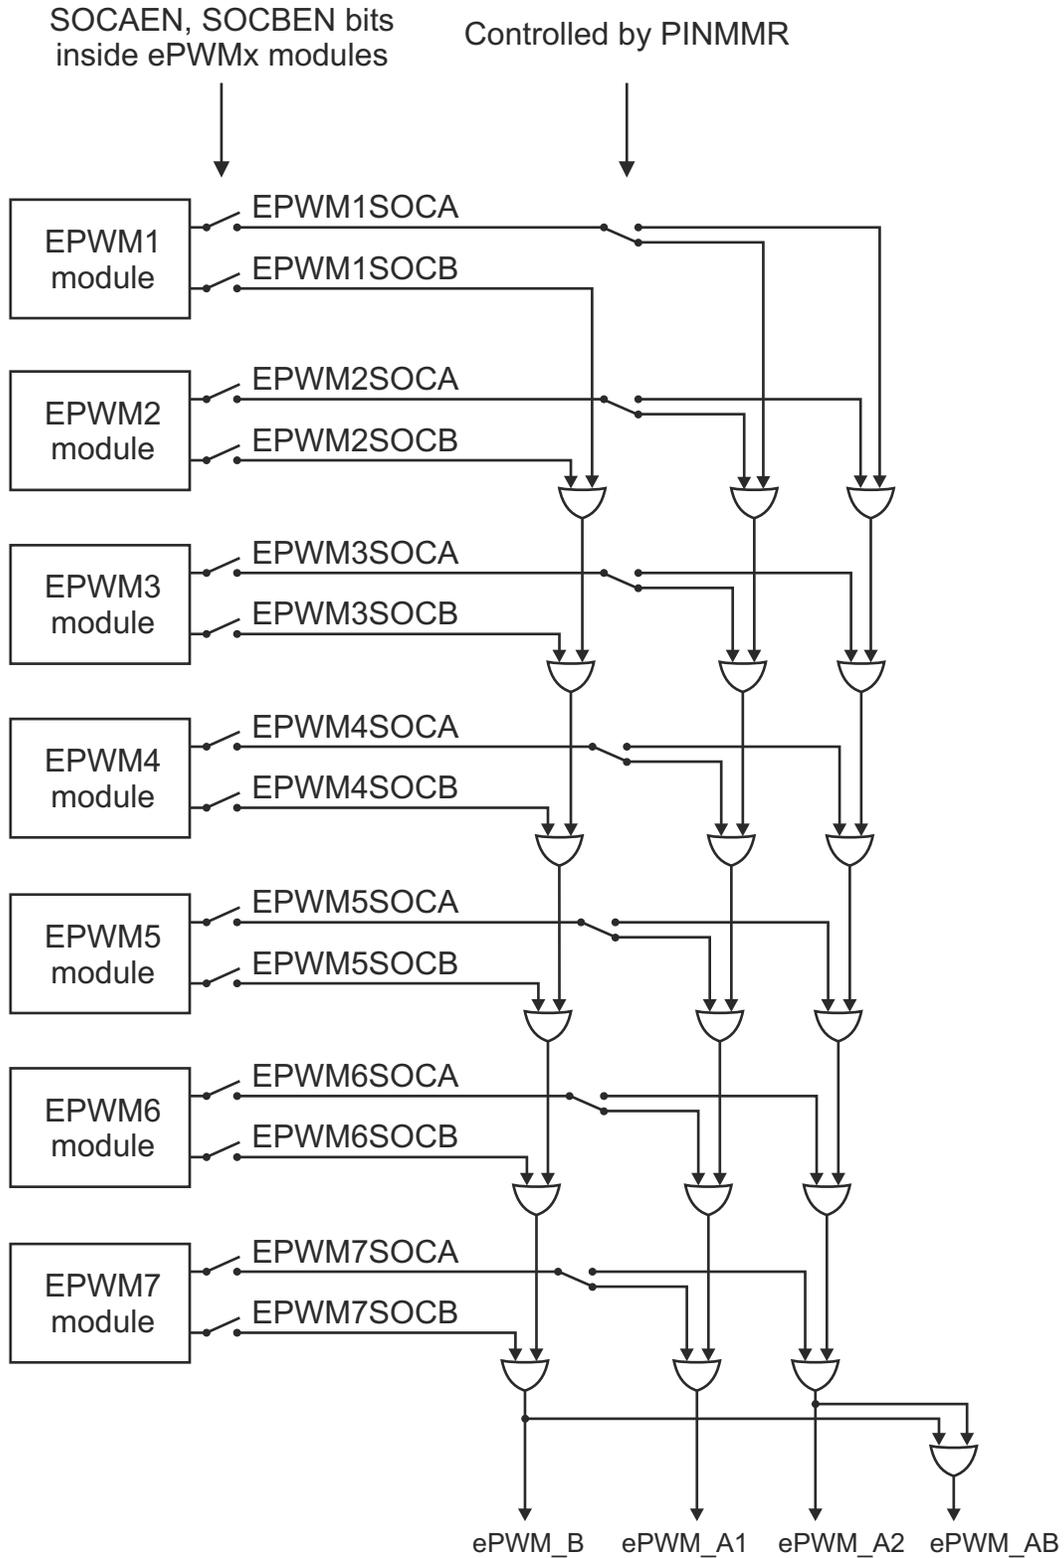 SOCAEN, SOCBEN bits
inside ePWMx modules
Controlled by PINMMR
EPWM1
module
EPWM1SOCA
EPWM1SOCB
EPWM2
module
EPWM2SOCA
EPWM2SOCB
EPWM3
module
EPWM3SOCA
EPWM3SOCB
EPWM4
module
EPWM4SOCA
EPWM4SOCB
EPWM5
module
EPWM5SOCA
EPWM5SOCB
EPWM6
module
EPWM6SOCA
EPWM6SOCB
EPWM7
module
EPWM7SOCA
EPWM7SOCB
ePWM_B
ePWM_A1
ePWM_A2
ePWM_AB